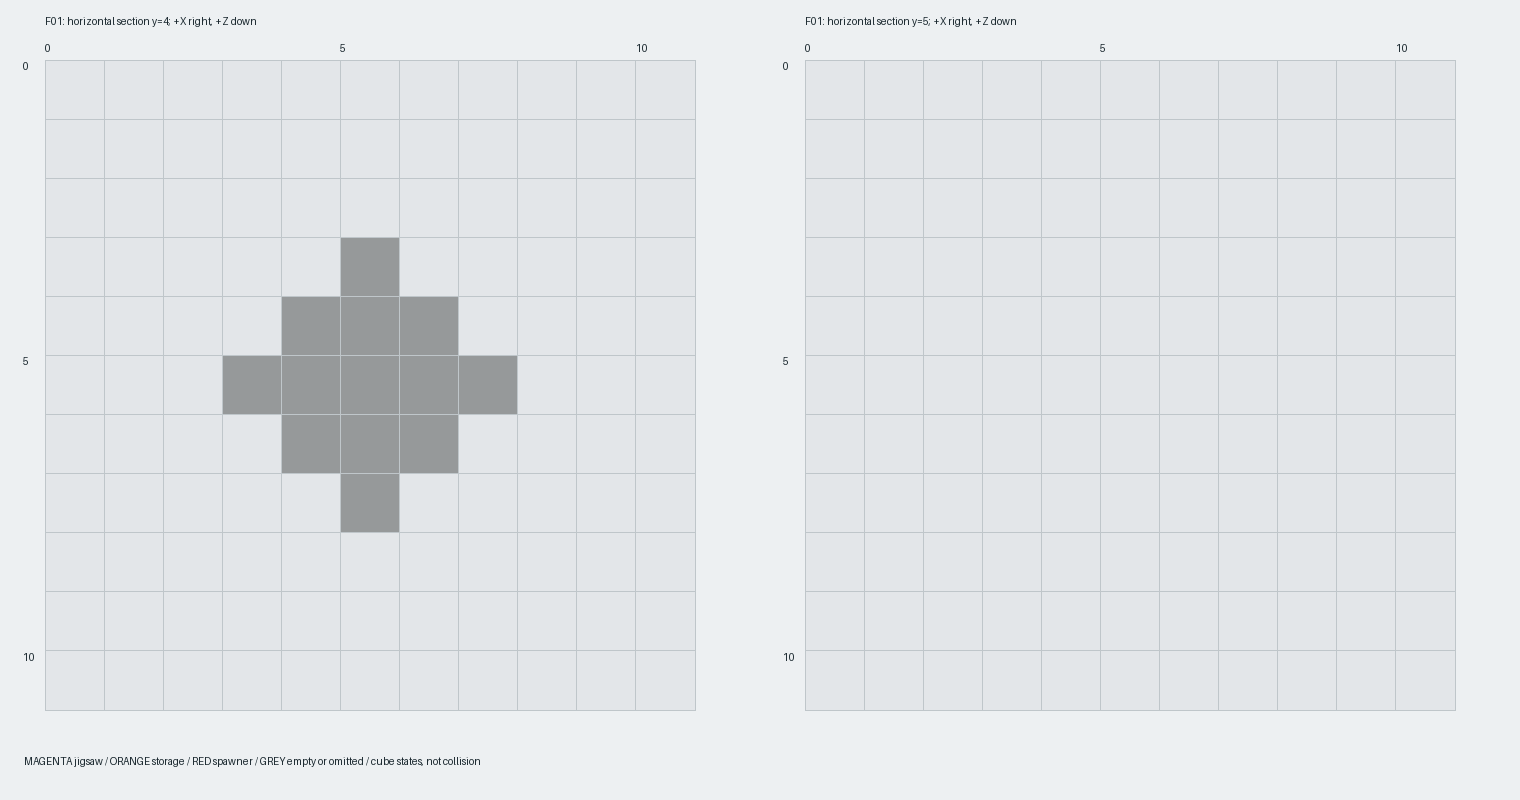 F01: horizontal section y=4; +X right, +Z down
0 5 10
0
5
10
F01: horizontal section y=5; +X right, +Z down
0 5 10
0
5
10
MAGENTA jigsaw / ORANGE storage / RED spawner / GREY empty or omitted / cube states, not collision